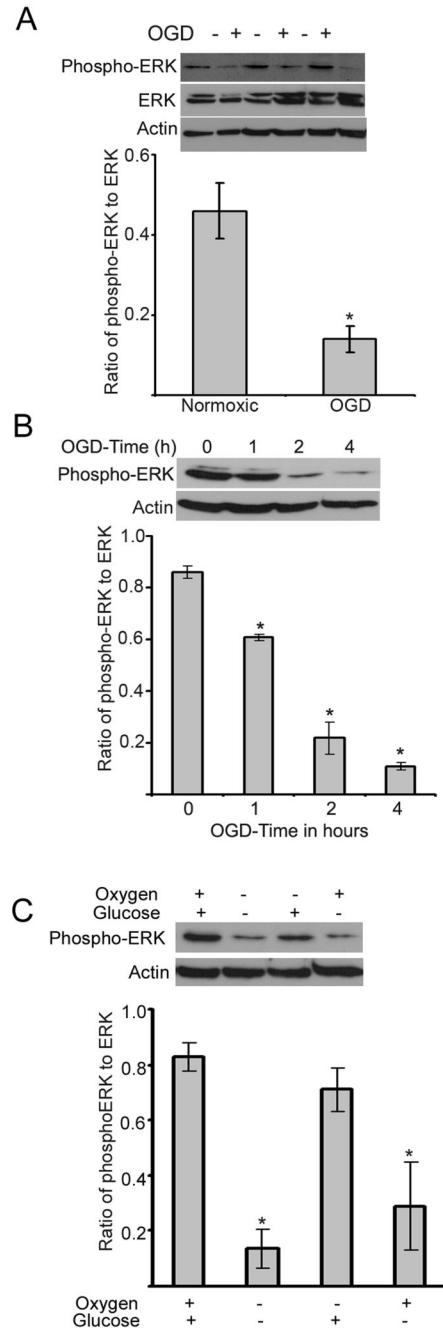 A
OGD - + - + - +
Phospho-ERK
ERK
Actin
Ratio of phospho-ERK to ERK
0.6
0.4
0.2
*
Normoxic OGD
B
OGD-Time (h) 0 1 2 4
Phospho-ERK
Actin
Ratio of phospho-ERK to ERK
1.0
0.8
0.6
0.4
0.2
*
*
*
0 1 2 4
OGD-Time in hours
C
Oxygen + - - +
Glucose + - + -
Phospho-ERK
Actin
Ratio of phosphoERK to ERK
1.0
0.8
0.6
0.4
0.2
*
*
Oxygen + - - +
Glucose + - + -